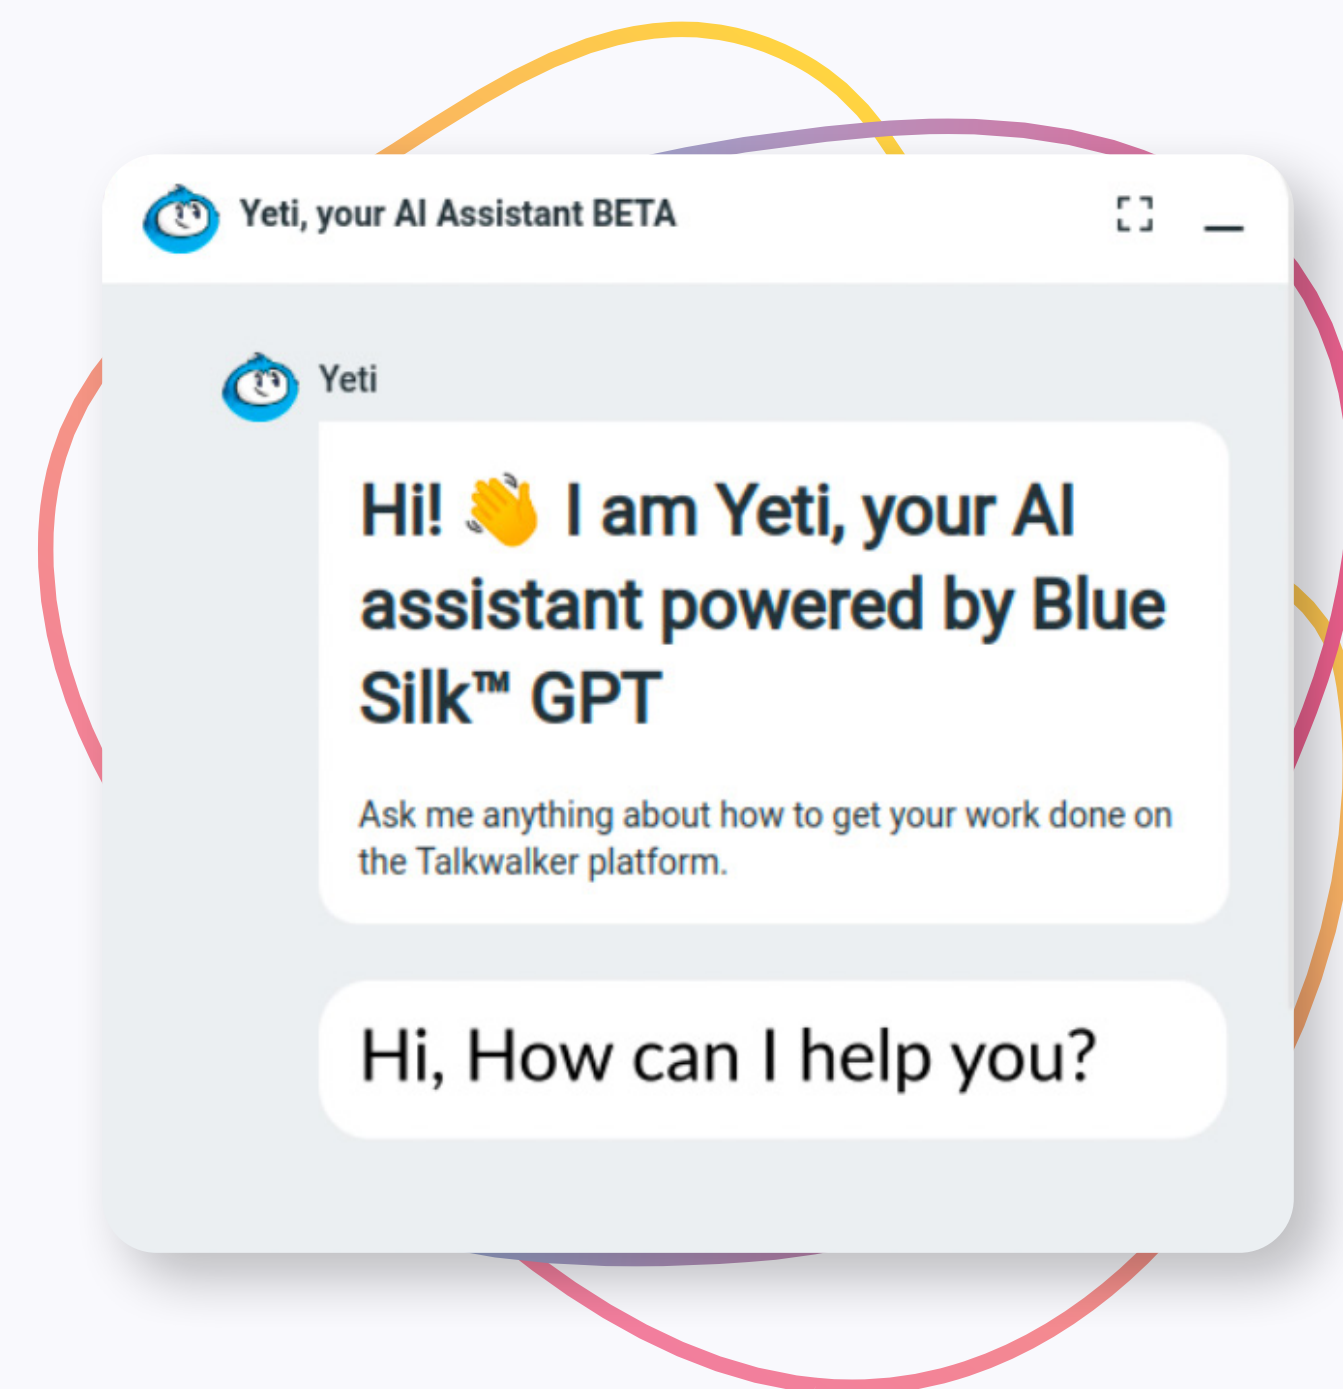 Yeti, your AI Assistant BETA
Yeti
Hi! 👋 I am Yeti, your AI
assistant powered by Blue
Silk™ GPT
Ask me anything about how to get your work done on
the Talkwalker platform.
Hi, How can I help you?